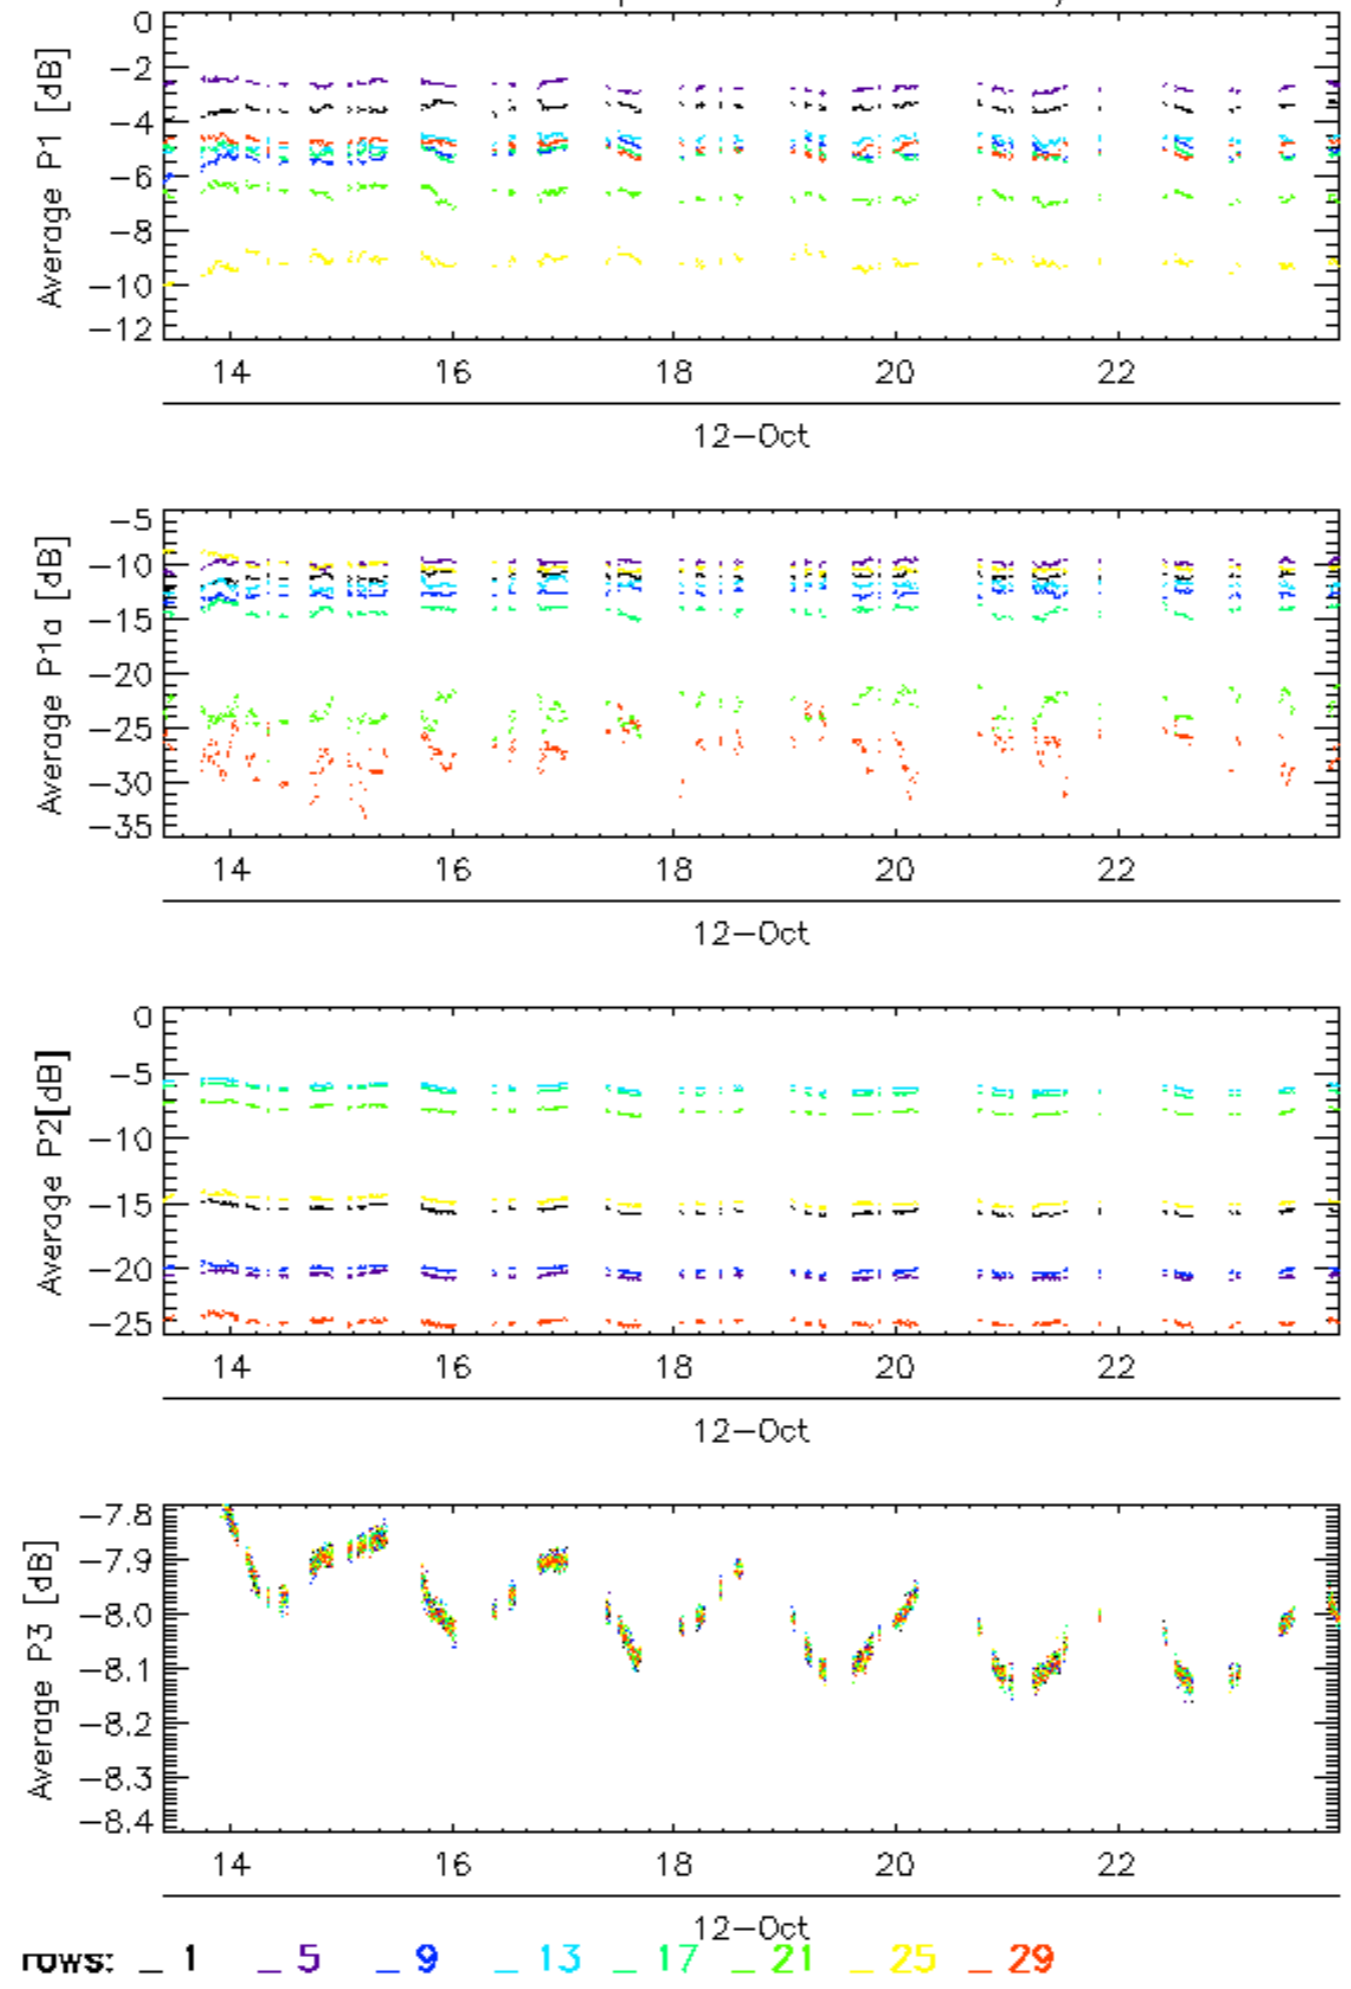 0
−2
−4
−6
−8
−10
−12
Average P1 [dB]
14 16 18 20 22
12−Oct
−5
−10
−15
−20
−25
−30
−35
Average P1a [dB]
14 16 18 20 22
12−Oct
0
−5
−10
−15
−20
−25
Average P2[dB]
14 16 18 20 22
12−Oct
−7.8
−7.9
−8.0
−8.1
−8.2
−8.3
−8.4
Average P3 [dB]
14 16 18 20 22
12−Oct
rows: _ 1 _ 5 _ 9 _ 13 _ 17 _ 21 _ 25 _ 29